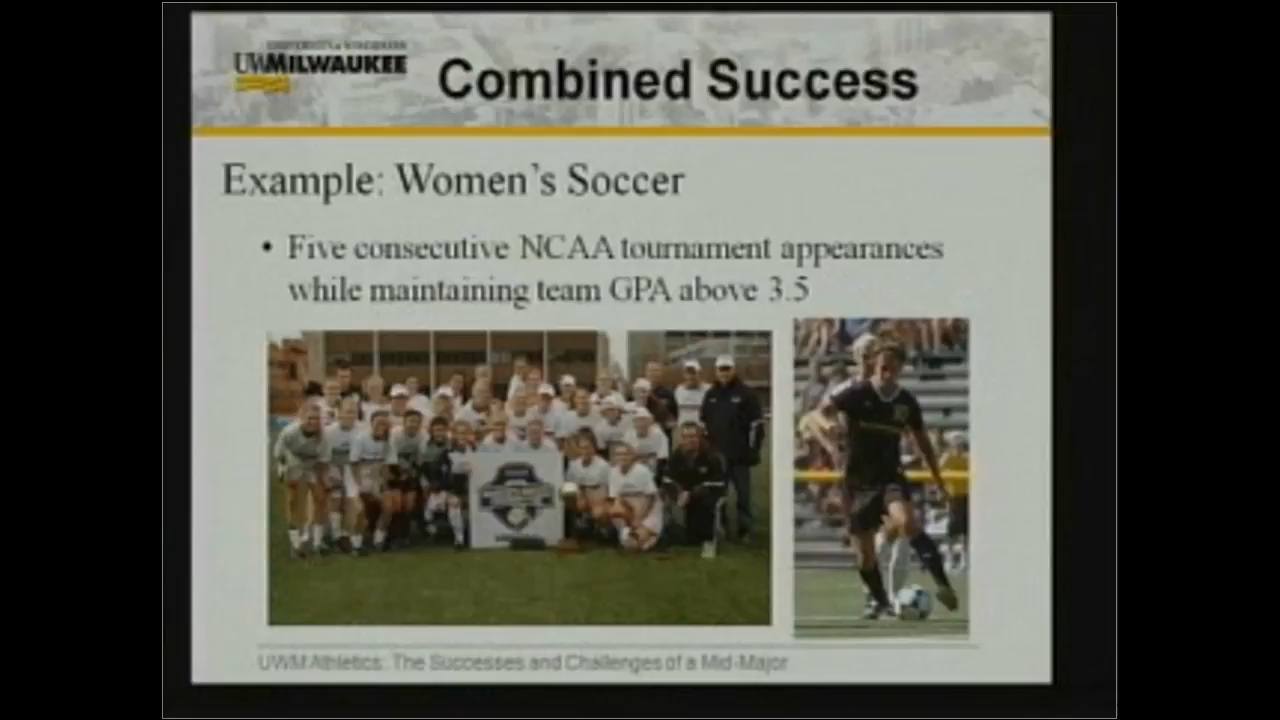 UNIVERSITY of WISCONSIN
UWMILWAUKEE
Combined Success
Example: Women's Soccer
• Five consecutive NCAA tournament appearances
while maintaining team GPA above 3.5
UWM Athletics: The Successes and Challenges of a Mid-Major